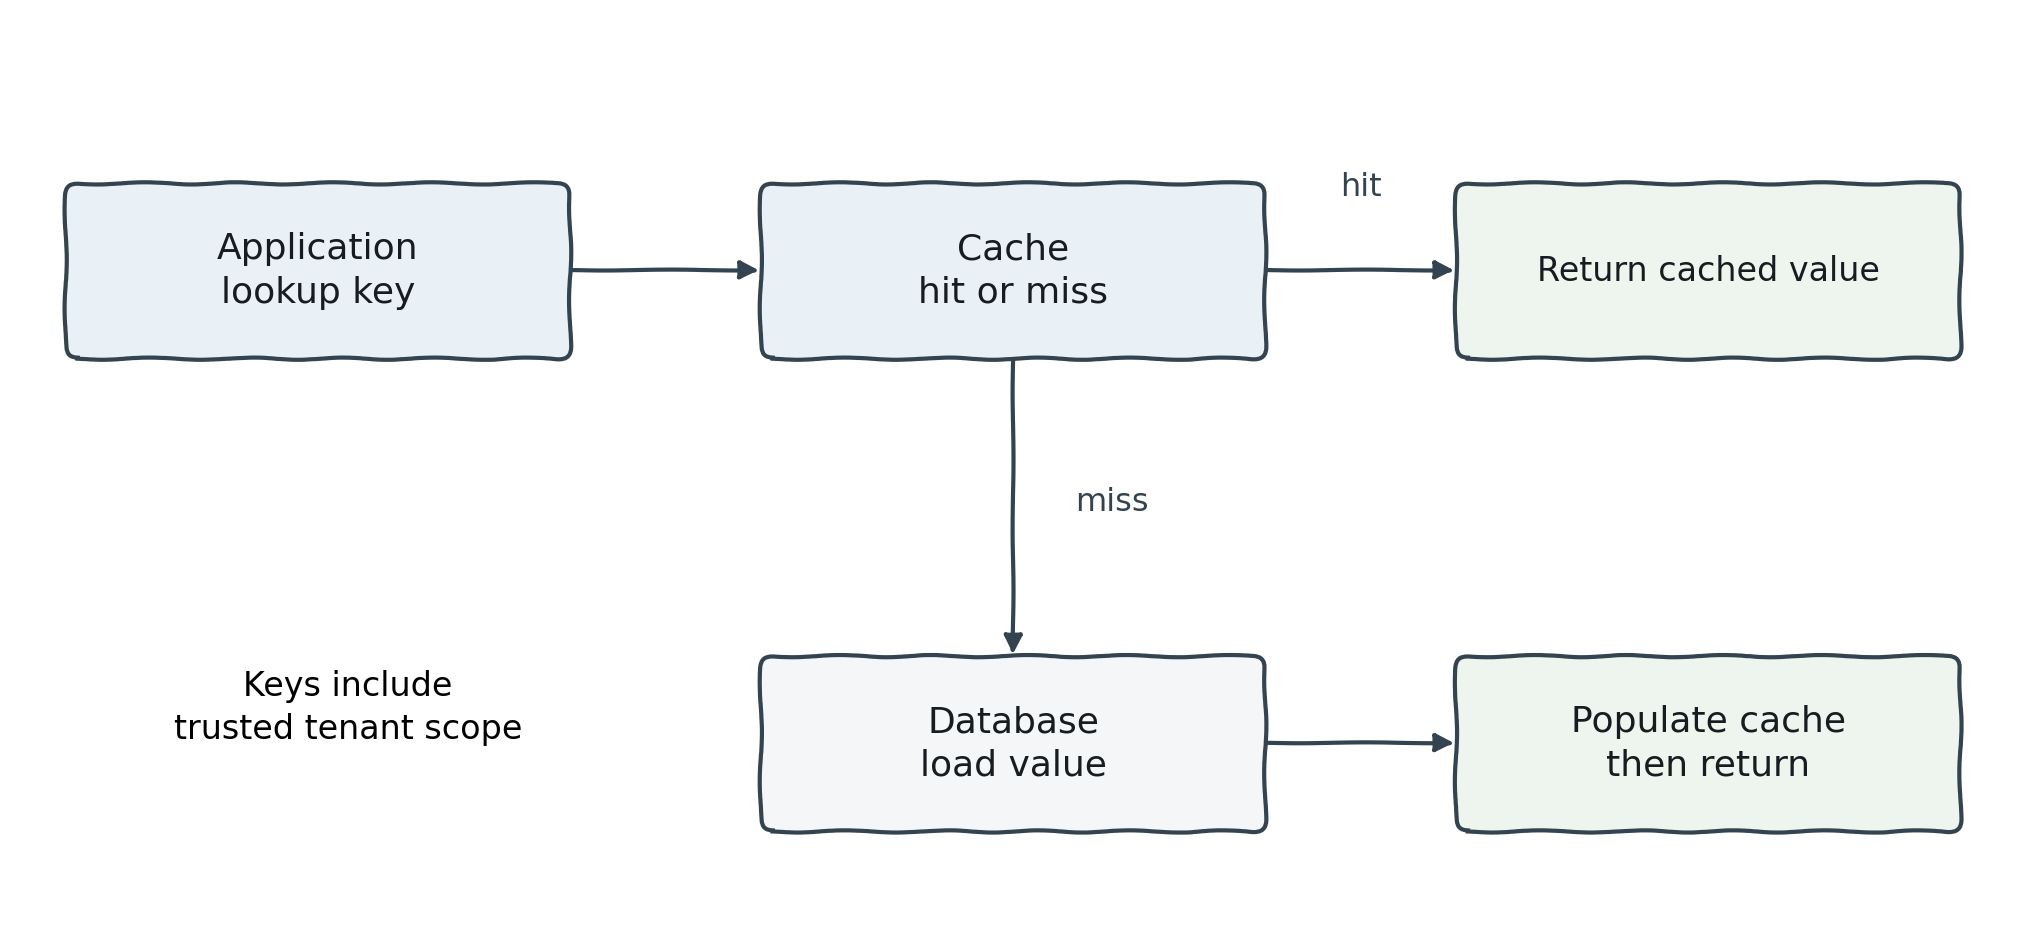 Application
lookup key
Cache
hit or miss
hit
Return cached value
miss
Keys include
trusted tenant scope
Database
load value
Populate cache
then return